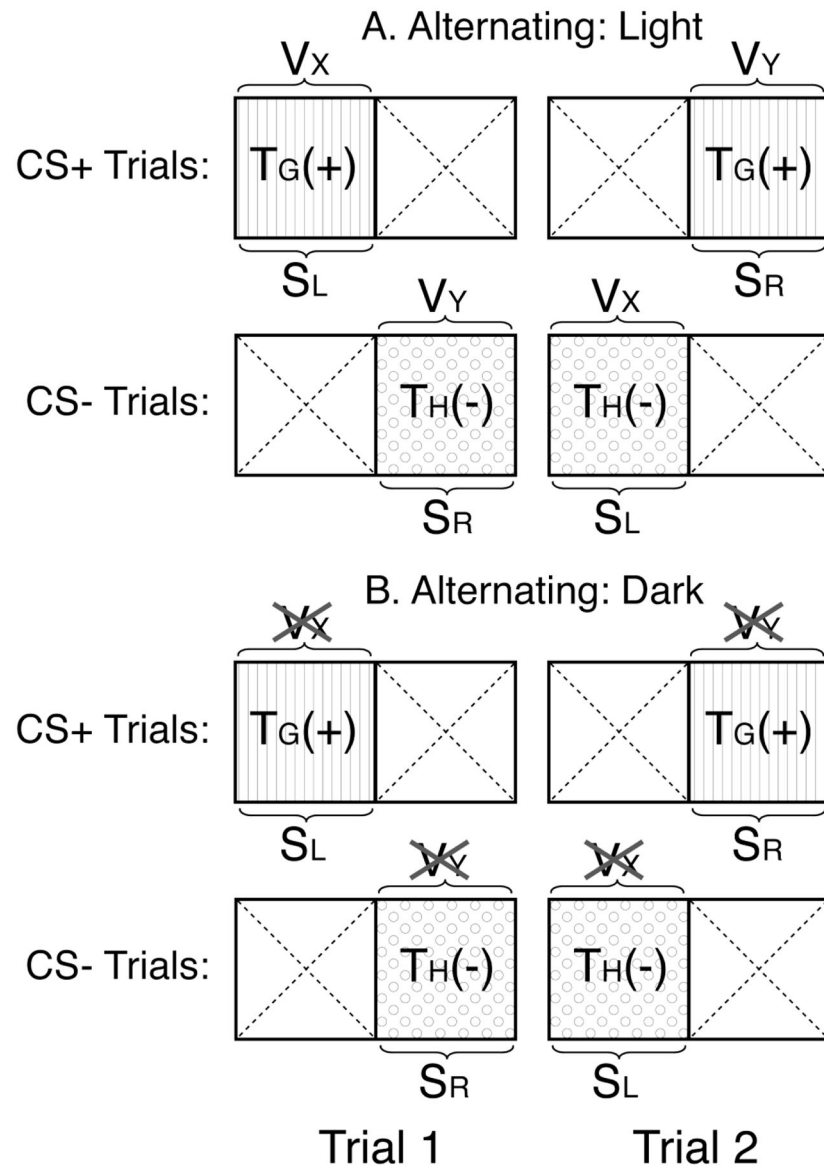 A. Alternating: Light
VX VY
CS+ Trials: TG(+) TG(+)
SL SR
VY VX
CS- Trials: TH(-) TH(-)
SR SL
B. Alternating: Dark
VX VY
CS+ Trials: TG(+) TG(+)
SL SR
VY VX
CS- Trials: TH(-) TH(-)
SR SL
Trial 1 Trial 2